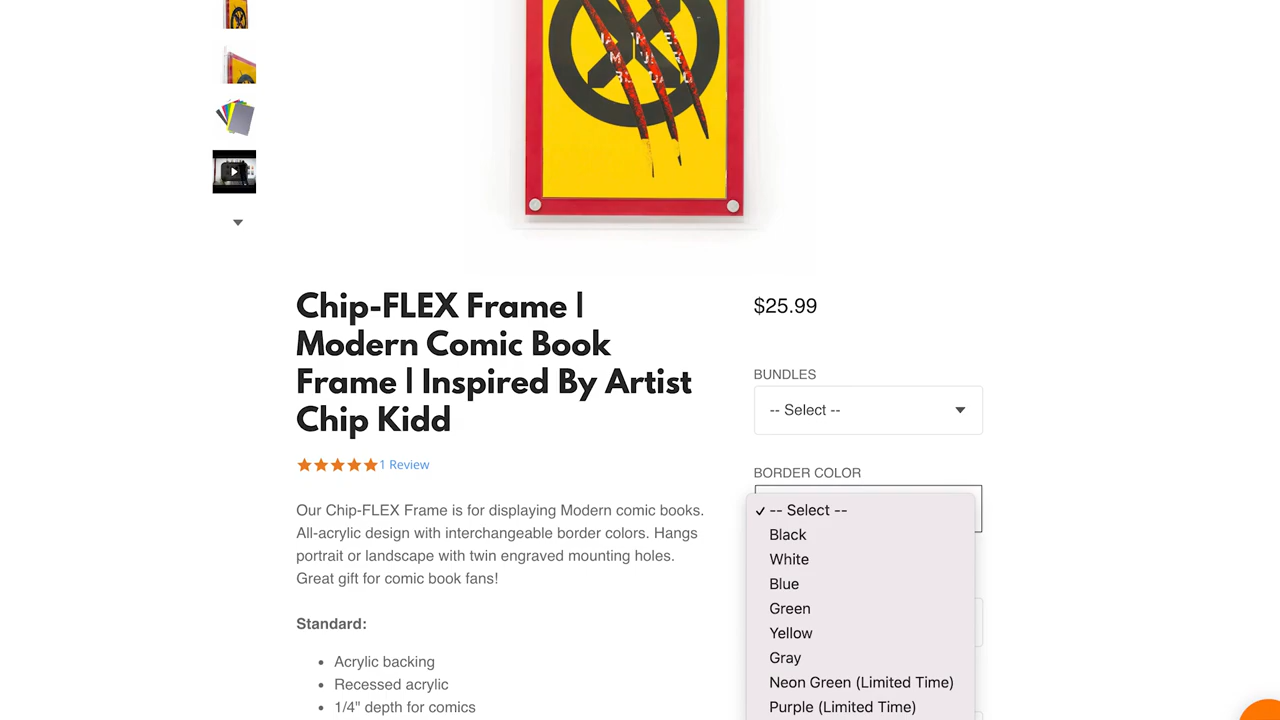 Chip-FLEX Frame |
Modern Comic Book
Frame | Inspired By Artist
Chip Kidd
1 Review
Our Chip-FLEX Frame is for displaying Modern comic books.
All-acrylic design with interchangeable border colors. Hangs
portrait or landscape with twin engraved mounting holes.
Great gift for comic book fans!
Standard:
Acrylic backing
Recessed acrylic
1/4" depth for comics
$25.99
BUNDLES
-- Select --
BORDER COLOR
-- Select --
Black
White
Blue
Green
Yellow
Gray
Neon Green (Limited Time)
Purple (Limited Time)